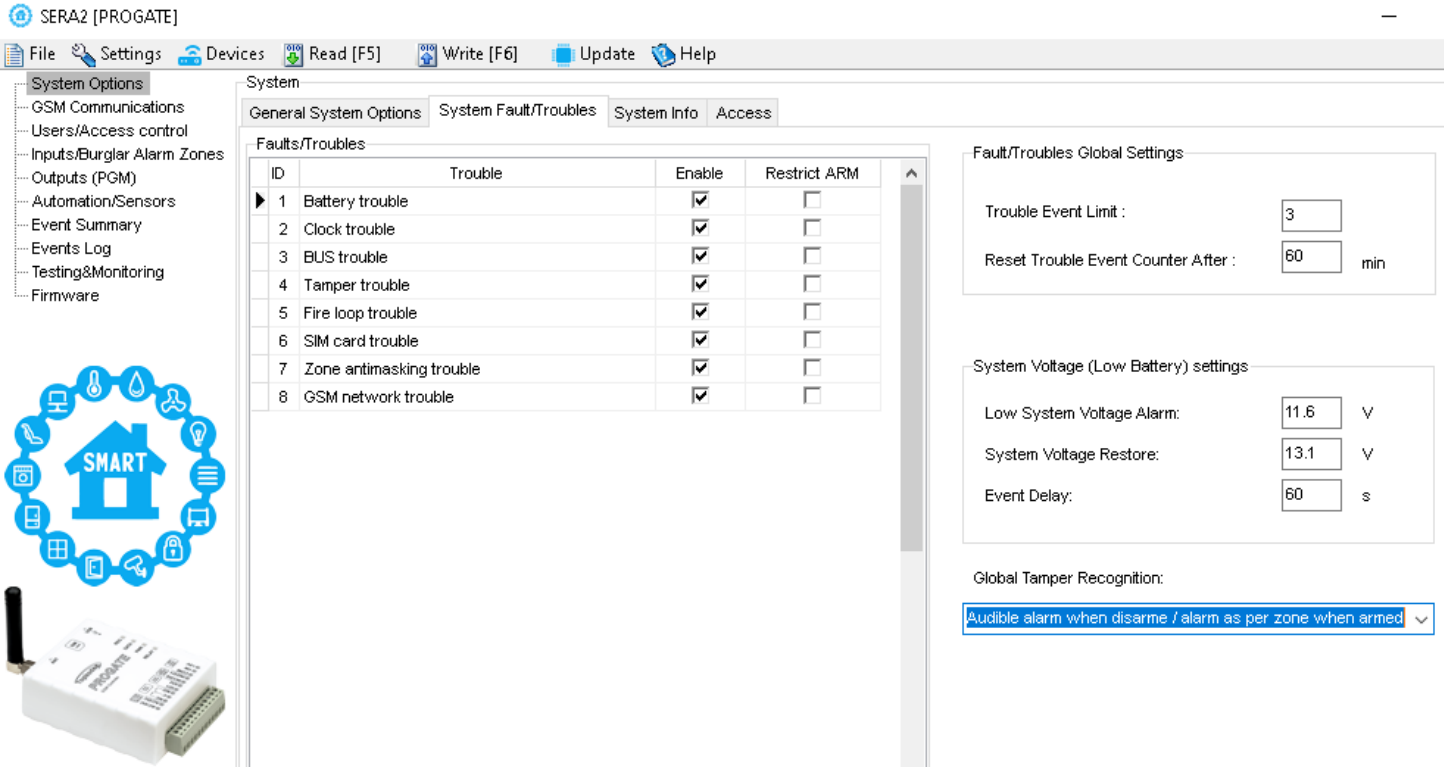 SERA2 [PROGATE]
File Settings Devices Read [F5] Write [F6] Update Help
System Options
GSM Communications
Users/Access control
Inputs/Burglar Alarm Zones
Outputs (PGM)
Automation/Sensors
Event Summary
Events Log
Testing&Monitoring
Firmware
SMART
PROGATE
System
General System Options System Fault/Troubles System Info Access
Faults/Troubles
ID Trouble Enable Restrict ARM
1 Battery trouble
2 Clock trouble
3 BUS trouble
4 Tamper trouble
5 Fire loop trouble
6 SIM card trouble
7 Zone antimasking trouble
8 GSM network trouble
Fault/Troubles Global Settings
Trouble Event Limit : 3
Reset Trouble Event Counter After : 60 min
System Voltage (Low Battery) settings
Low System Voltage Alarm: 11.6 V
System Voltage Restore: 13.1 V
Event Delay: 60 s
Global Tamper Recognition:
Audible alarm when disarme / alarm as per zone when armed